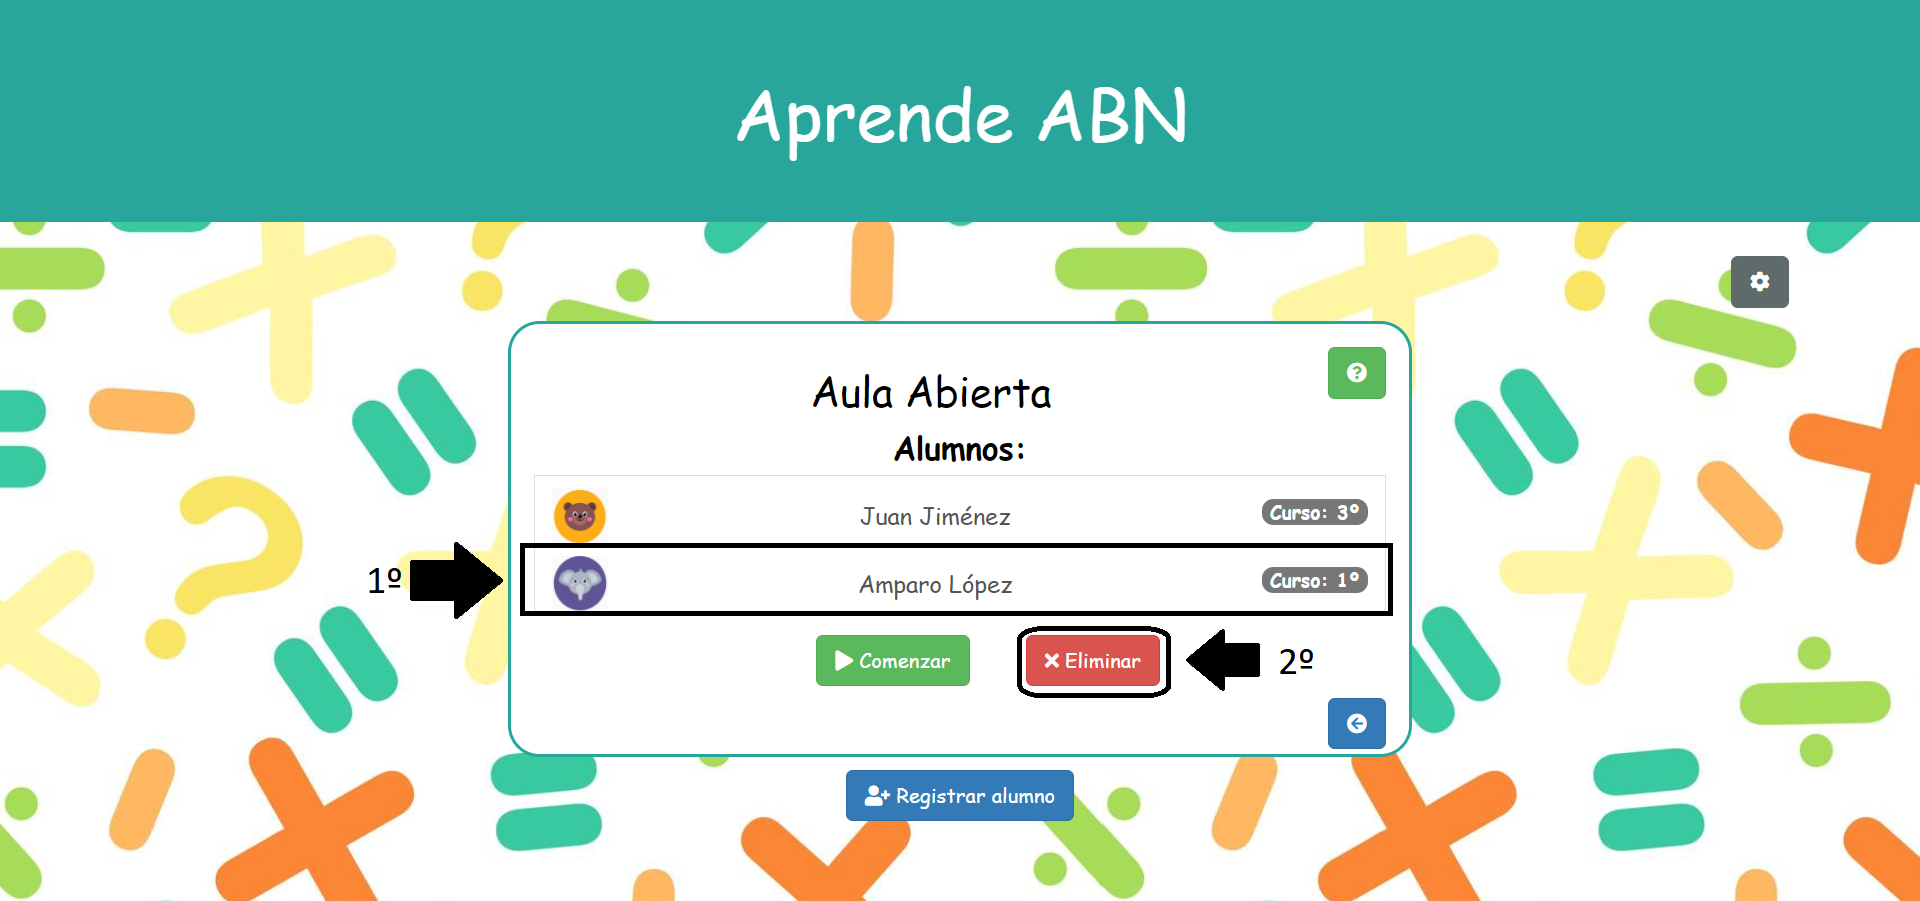 Aprende ABN
Aula Abierta
Alumnos:
Juan Jiménez Curso: 3º
1º Amparo López Curso: 1º
Comenzar Eliminar 2º
Registrar alumno